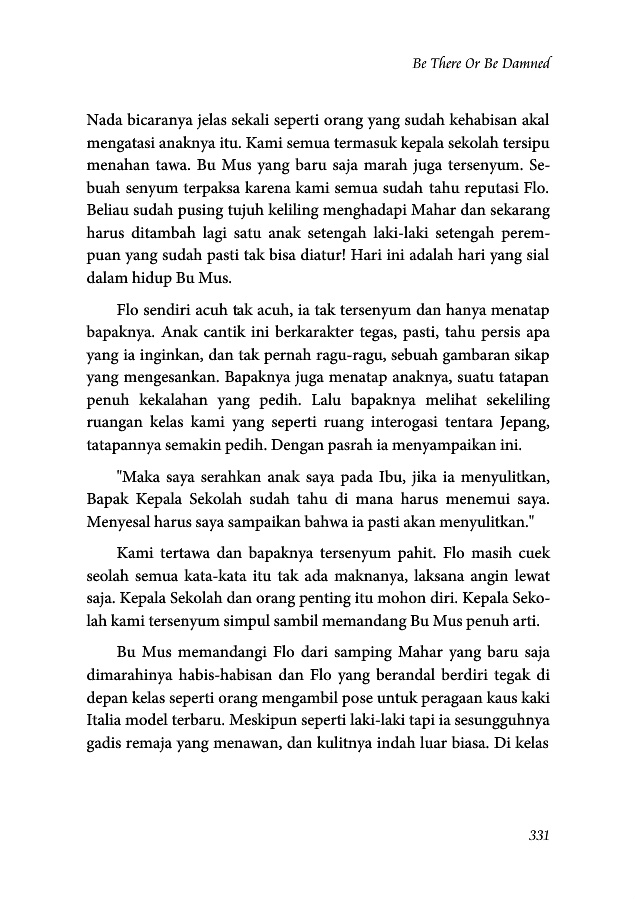 Be There Or Be Damned
Nada bicaranya jelas sekali seperti orang yang sudah kehabisan akal
mengatasi anaknya itu. Kami semua termasuk kepala sekolah tersipu
menahan tawa. Bu Mus yang baru saja marah juga tersenyum. Se-
buah senyum terpaksa karena kami semua sudah tahu reputasi Flo.
Beliau sudah pusing tujuh keliling menghadapi Mahar dan sekarang
harus ditambah lagi satu anak setengah laki-laki setengah perem-
puan yang sudah pasti tak bisa diatur! Hari ini adalah hari yang sial
dalam hidup Bu Mus.
Flo sendiri acuh tak acuh, ia tak tersenyum dan hanya menatap
bapaknya. Anak cantik ini berkarakter tegas, pasti, tahu persis apa
yang ia inginkan, dan tak pernah ragu-ragu, sebuah gambaran sikap
yang mengesankan. Bapaknya juga menatap anaknya, suatu tatapan
penuh kekalahan yang pedih. Lalu bapaknya melihat sekeliling
ruangan kelas kami yang seperti ruang interogasi tentara Jepang,
tatapannya semakin pedih. Dengan pasrah ia menyampaikan ini.
"Maka saya serahkan anak saya pada Ibu, jika ia menyulitkan,
Bapak Kepala Sekolah sudah tahu di mana harus menemui saya.
Menyesal harus saya sampaikan bahwa ia pasti akan menyulitkan."
Kami tertawa dan bapaknya tersenyum pahit. Flo masih cuek
seolah semua kata-kata itu tak ada maknanya, laksana angin lewat
saja. Kepala Sekolah dan orang penting itu mohon diri. Kepala Seko-
lah kami tersenyum simpul sambil memandang Bu Mus penuh arti.
Bu Mus memandangi Flo dari samping Mahar yang baru saja
dimarahinya habis-habisan dan Flo yang berandal berdiri tegak di
depan kelas seperti orang mengambil pose untuk peragaan kaus kaki
Italia model terbaru. Meskipun seperti laki-laki tapi ia sesungguhnya
gadis remaja yang menawan, dan kulitnya indah luar biasa. Di kelas
331